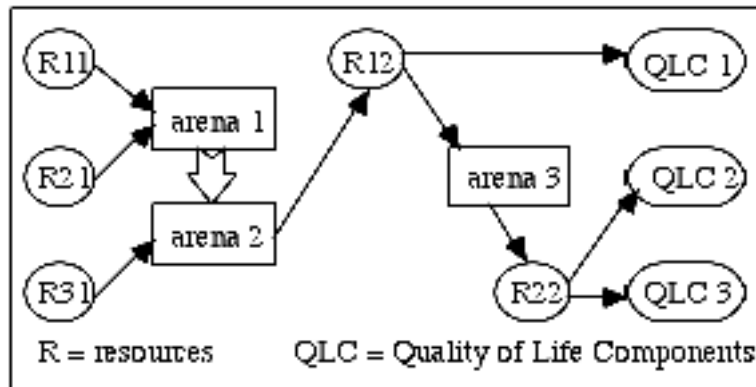 R11
R12
QLC 1
arena 1
R21
arena 3
QLC 2
arena 2
R31
R22
QLC 3
R = resources
QLC = Quality of Life Components